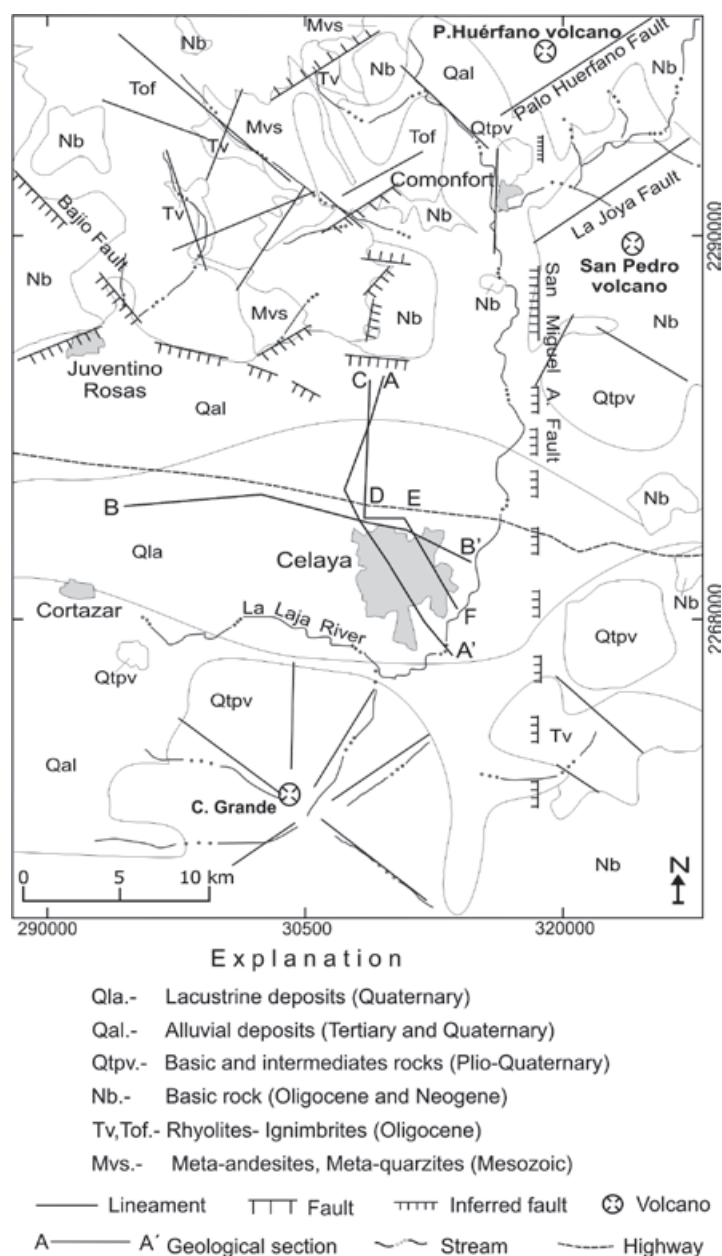 Mvs
P.Huérfano volcano
Nb
Tof
Tv
Nb
Qal
Palo Huerfano Fault
Nb
Nb
Mvs
Tv
Tof
Qtpv
Comonfort
La Joya Fault
Tv
Nb
Bajio Fault
2290000
San Pedro
volcano
Nb
Mvs
Nb
Nb
San Miguel A. Fault
Nb
Juventino
Rosas
C
A
Qtpv
Qal
B
D
E
Nb
B'
Qla
Celaya
Cortazar
La Laja River
F
Nb
2268000
A'
Qtpv
Qtpv
Qtpv
Tv
Qal
C. Grande
Nb
N
0 5 10 km
290000 30500 320000
Explanation
Qla.- Lacustrine deposits (Quaternary)
Qal.- Alluvial deposits (Tertiary and Quaternary)
Qtpv.- Basic and intermediates rocks (Plio-Quaternary)
Nb.- Basic rock (Oligocene and Neogene)
Tv,Tof.- Rhyolites- Ignimbrites (Oligocene)
Mvs.- Meta-andesites, Meta-quarzites (Mesozoic)
Lineament Fault Inferred fault Volcano
A A´ Geological section Stream Highway